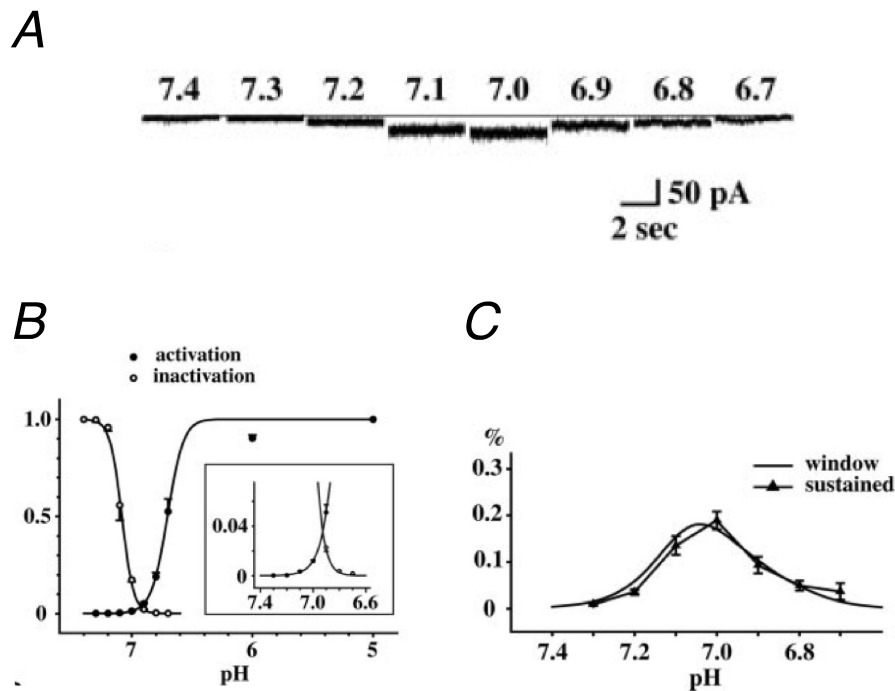 A
7.4 7.3 7.2 7.1 7.0 6.9 6.8 6.7
50 pA
2 sec
B
activation
inactivation
1.0
0.5
0
7 6 5
pH
0.04
0
7.4 7.0 6.6
C
%
window
sustained
0.3
0.2
0.1
0
7.4 7.2 7.0 6.8
pH